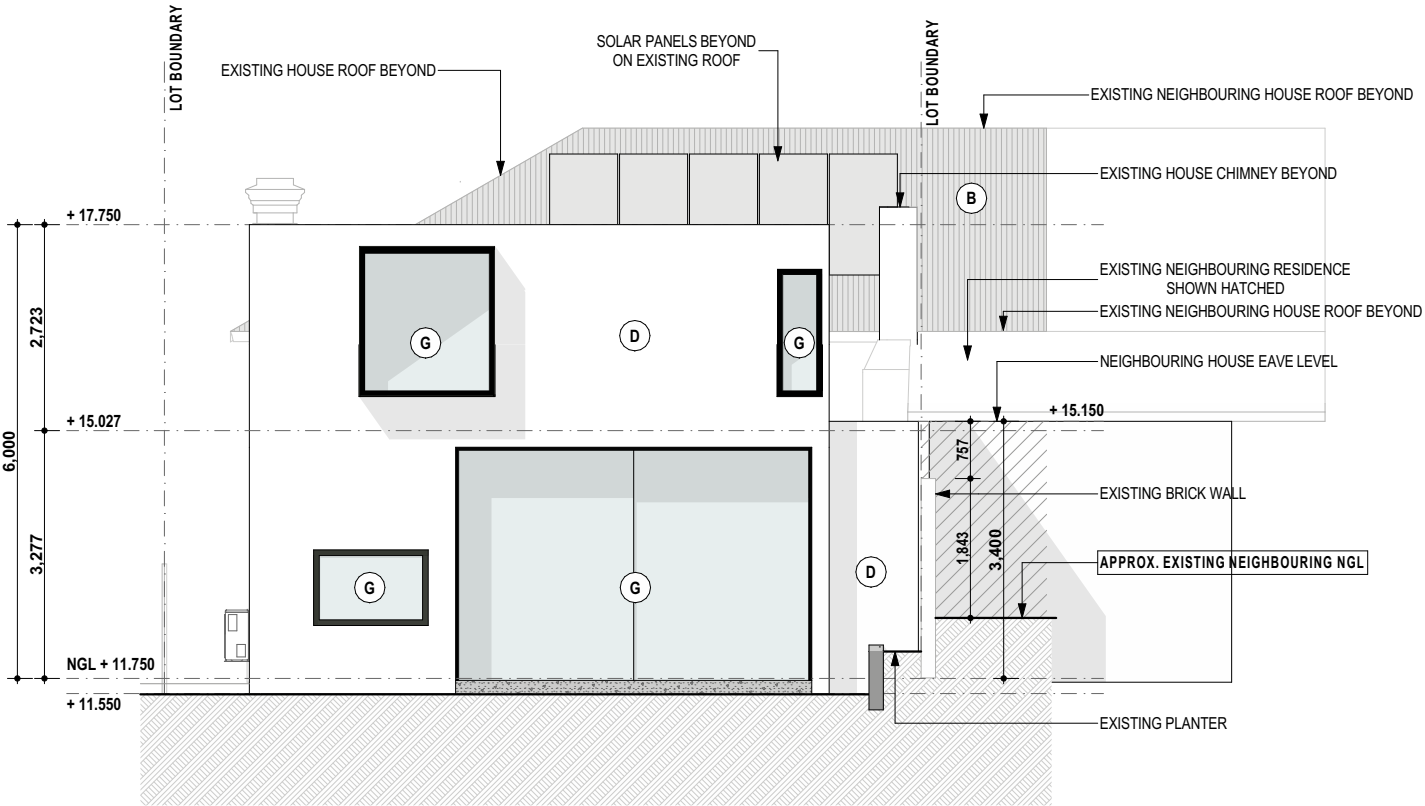 LOT BOUNDARY
EXISTING HOUSE ROOF BEYOND
SOLAR PANELS BEYOND
ON EXISTING ROOF
LOT BOUNDARY
EXISTING NEIGHBOURING HOUSE ROOF BEYOND
EXISTING HOUSE CHIMNEY BEYOND
B
+ 17.750
EXISTING NEIGHBOURING RESIDENCE
SHOWN HATCHED
EXISTING NEIGHBOURING HOUSE ROOF BEYOND
2,723
G
D
G
NEIGHBOURING HOUSE EAVE LEVEL
+ 15.027
+ 15.150
6,000
757
EXISTING BRICK WALL
3,277
1,843
3,400
APPROX. EXISTING NEIGHBOURING NGL
G
G
D
NGL + 11.750
+ 11.550
EXISTING PLANTER